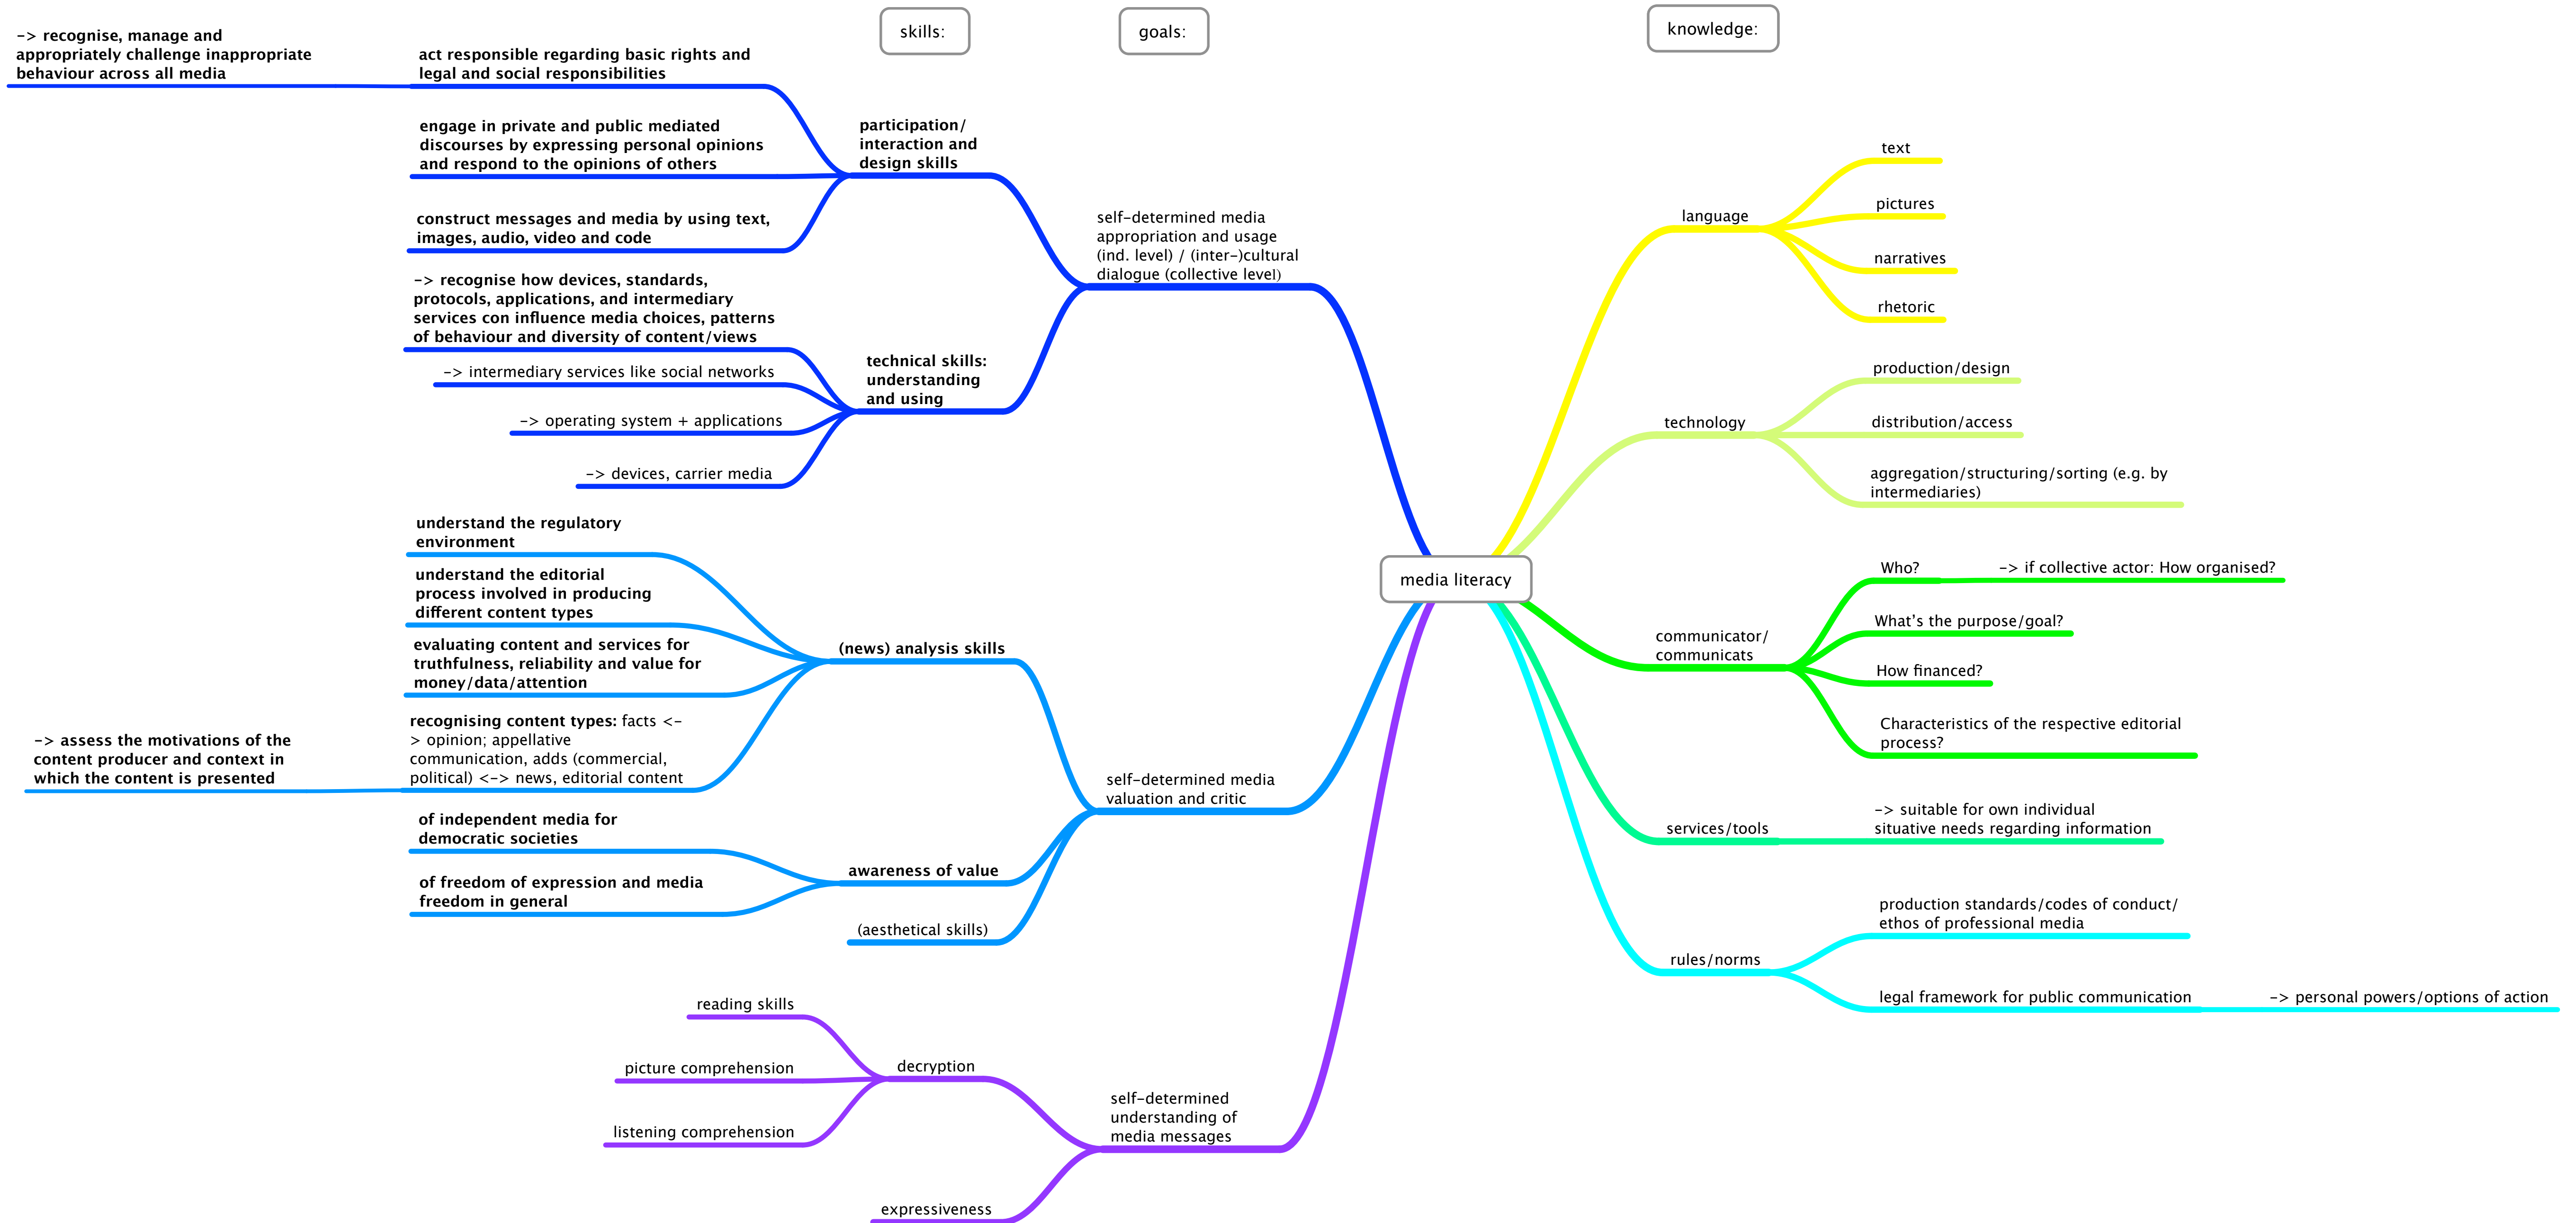 skills:
goals:
knowledge:
-> recognise, manage and
appropriately challenge inappropriate
behaviour across all media
act responsible regarding basic rights and
legal and social responsibilities
engage in private and public mediated
discourses by expressing personal opinions
and respond to the opinions of others
construct messages and media by using text,
images, audio, video and code
participation/
interaction and
design skills
-> recognise how devices, standards,
protocols, applications, and intermediary
services con influence media choices, patterns
of behaviour and diversity of content/views
-> intermediary services like social networks
-> operating system + applications
-> devices, carrier media
technical skills:
understanding
and using
self-determined media
appropriation and usage
(ind. level) / (inter-)cultural
dialogue (collective level)
understand the regulatory
environment
understand the editorial
process involved in producing
different content types
evaluating content and services for
truthfulness, reliability and value for
money/data/attention
recognising content types: facts <-
> opinion; appellative
communication, adds (commercial,
political) <-> news, editorial content
-> assess the motivations of the
content producer and context in
which the content is presented
(news) analysis skills
of independent media for
democratic societies
of freedom of expression and media
freedom in general
awareness of value
(aesthetical skills)
self-determined media
valuation and critic
reading skills
picture comprehension
listening comprehension
decryption
expressiveness
self-determined
understanding of
media messages
media literacy
language
text
pictures
narratives
rhetoric
technology
production/design
distribution/access
aggregation/structuring/sorting (e.g. by
intermediaries)
communicator/
communicats
Who?
-> if collective actor: How organised?
What's the purpose/goal?
How financed?
Characteristics of the respective editorial
process?
services/tools
-> suitable for own individual
situative needs regarding information
rules/norms
production standards/codes of conduct/
ethos of professional media
legal framework for public communication
-> personal powers/options of action